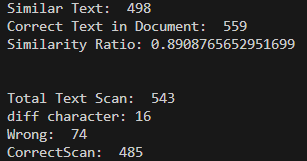 Similar Text:  498
Correct Text in Document:  559
Similarity Ratio: 0.8908765652951699
Total Text Scan:  543
diff character: 16
Wrong:  74
CorrectScan:  485